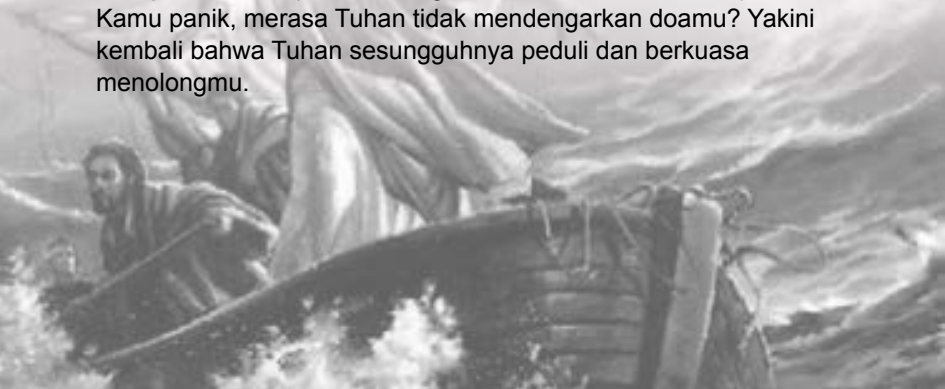 Kamu panik, merasa Tuhan tidak mendengarkan doamu? Yakini
kembali bahwa Tuhan sesungguhnya peduli dan berkuasa
menolongmu.